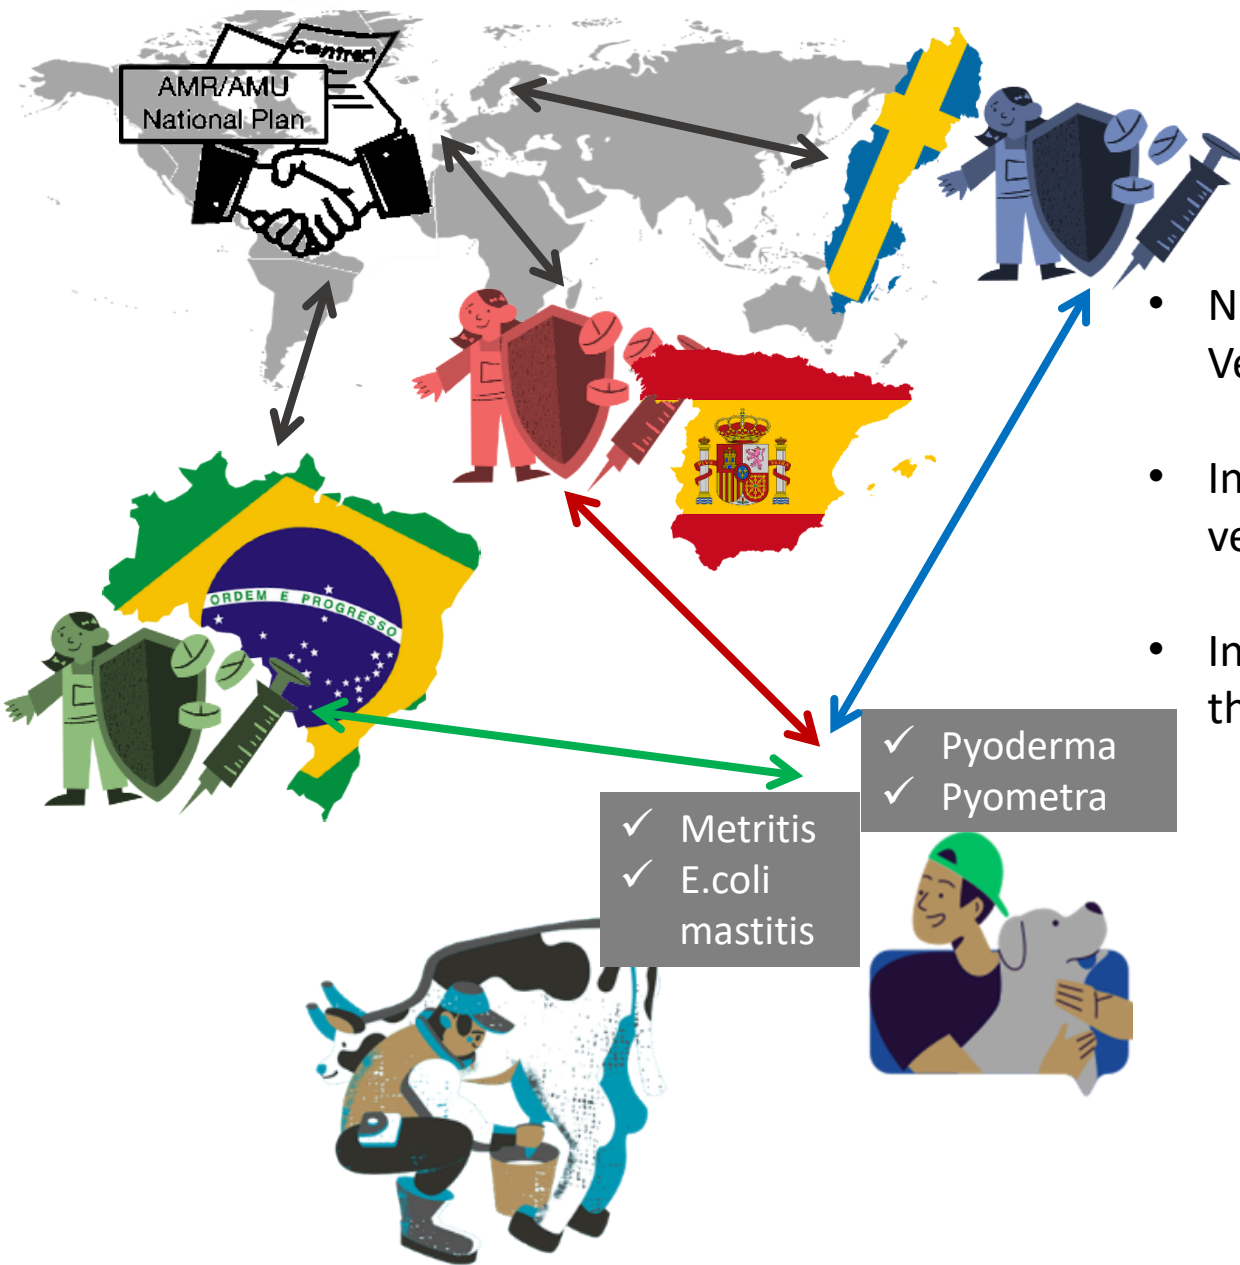 Contract
AMR/AMU
National Plan
• N
Ve
• In
ve
• In
th
ORDEM E PROGRESSO
✓ Pyoderma
✓ Pyometra
✓ Metritis
✓ E.coli
mastitis